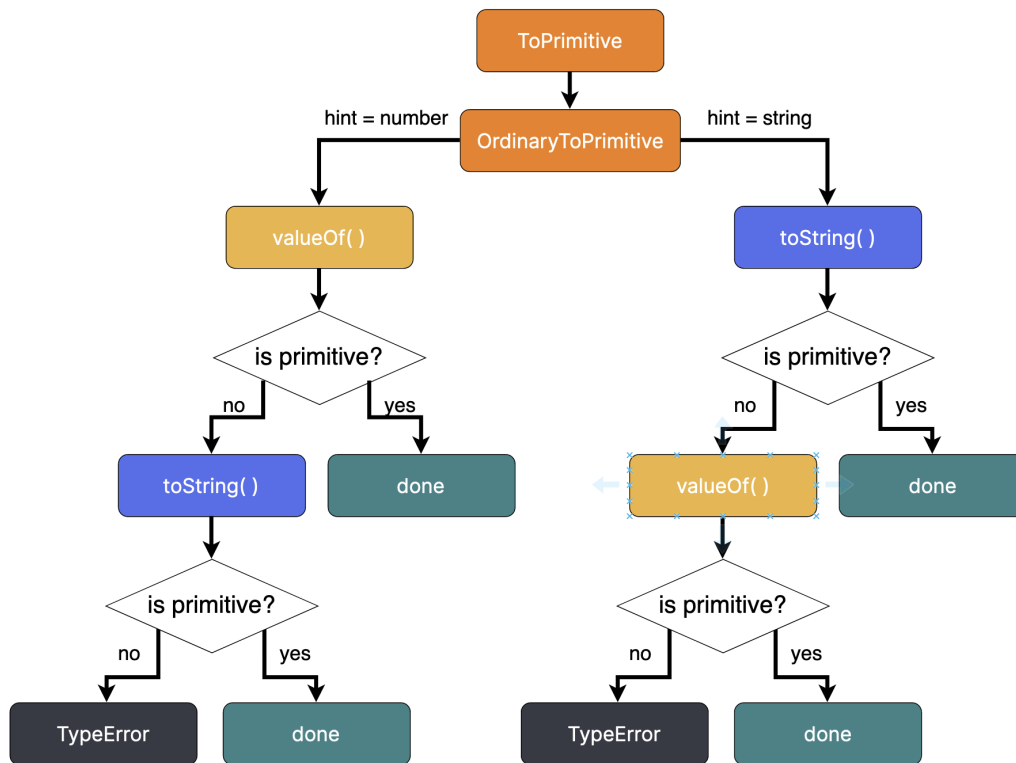 ToPrimitive
hint = number
OrdinaryToPrimitive
hint = string
valueOf( )
toString( )
is primitive?
is primitive?
no
yes
no
yes
toString( )
done
valueOf( )
done
is primitive?
is primitive?
no
yes
no
yes
TypeError
done
TypeError
done